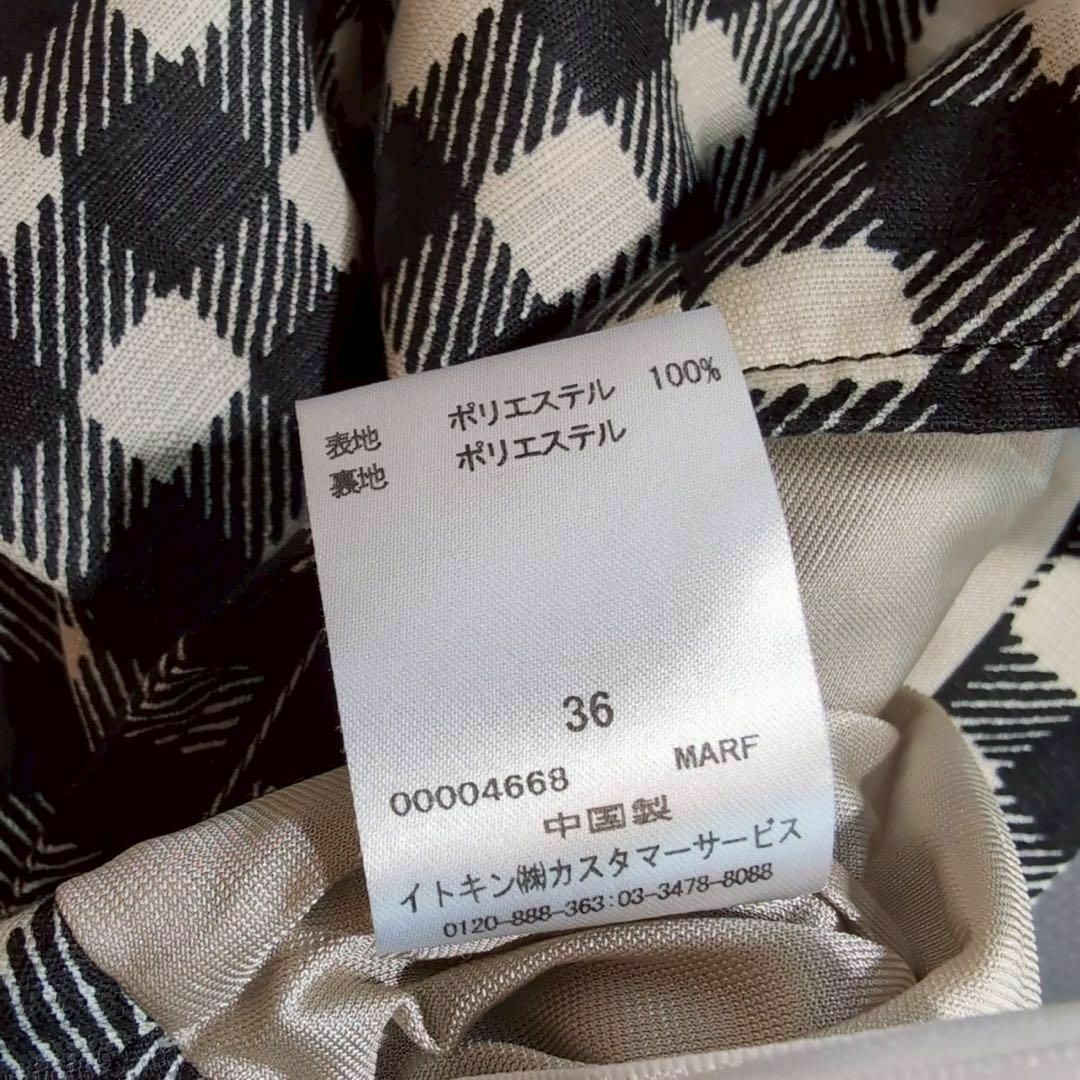 表地 ポリエステル 100%
裏地 ポリエステル
36
00004668 MARF
中国製
イトキン㈱カスタマーサービス
0120-888-363:03-3478-8088